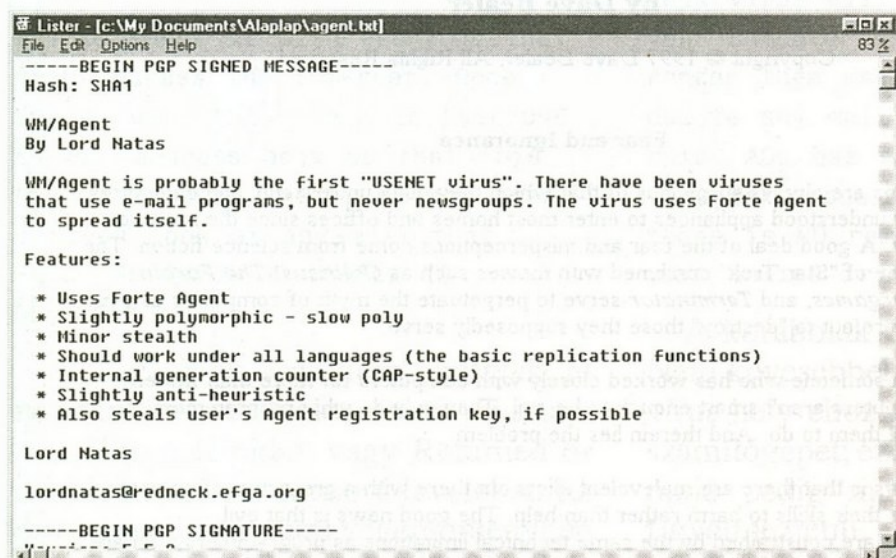 Lister - [c:\My Documents\Alaplap\agent.txt]
File Edit Options Help 83 %
-----BEGIN PGP SIGNED MESSAGE-----
Hash: SHA1
WM/Agent
By Lord Natas
WM/Agent is probably the first "USENET virus". There have been viruses
that use e-mail programs, but never newsgroups. The virus uses Forte Agent
to spread itself.
Features:
* Uses Forte Agent
* Slightly polymorphic - slow poly
* Minor stealth
* Should work under all languages (the basic replication functions)
* Internal generation counter (CAP-style)
* Slightly anti-heuristic
* Also steals user's Agent registration key, if possible
Lord Natas
lordnatas@redneck.efga.org
-----BEGIN PGP SIGNATURE-----